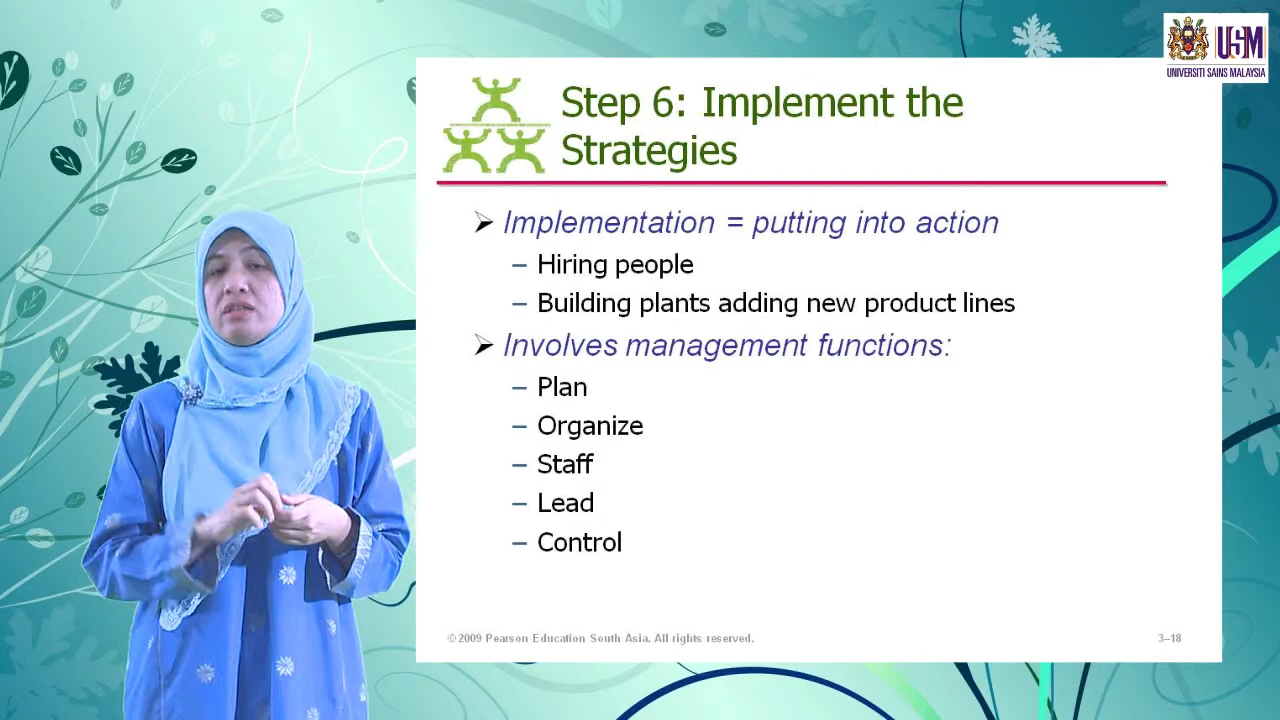 USM
UNIVERSITI SAINS MALAYSIA
Step 6: Implement the
Strategies
Implementation = putting into action
– Hiring people
– Building plants adding new product lines
Involves management functions:
– Plan
– Organize
– Staff
– Lead
– Control
©2009 Pearson Education South Asia. All rights reserved.
3–18